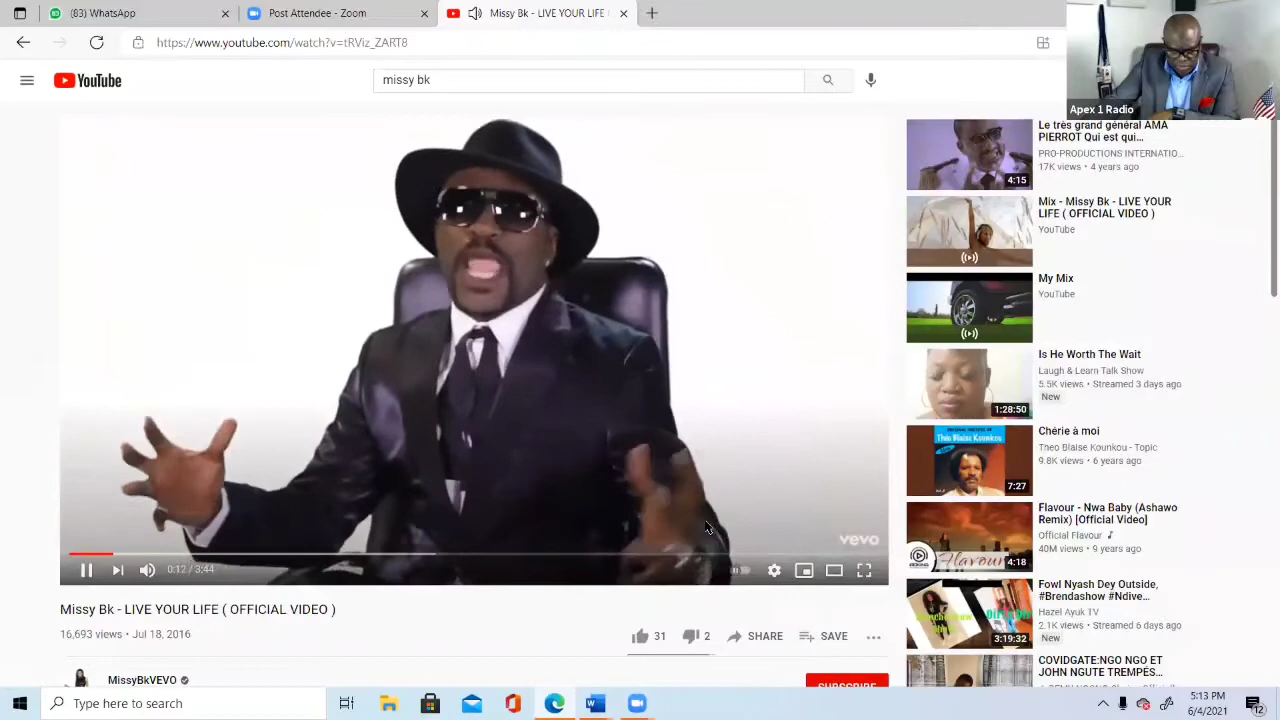 (83) WhatsApp
Post Attendee - Zoom
Missy Bk - LIVE YOUR LIFE (
https://www.youtube.com/watch?v=tRViz_ZART8
YouTube
missy bk
Apex 1 Radio
vevo
0:12 / 3:44
Missy Bk - LIVE YOUR LIFE ( OFFICIAL VIDEO )
16,693 views • Jul 18, 2016
31
2
SHARE
SAVE
MissyBkVEVO
SUBSCRIBE
4:15
Le très grand général AMA
PIERROT Qui est qui...
PRO-PRODUCTIONS INTERNATIO...
17K views • 4 years ago
Mix - Missy Bk - LIVE YOUR
LIFE ( OFFICIAL VIDEO )
YouTube
My Mix
YouTube
1:28:50
Is He Worth The Wait
Laugh & Learn Talk Show
5.5K views • Streamed 3 days ago
New
Théo Blaise Kounkou
7:27
Chérie à moi
Theo Blaise Kounkou - Topic
9.8K views • 6 years ago
Flavour
4:18
Flavour - Nwa Baby (Ashawo
Remix) [Official Video]
Official Flavour
40M views • 9 years ago
3:19:32
Fowl Nyash Dey Outside,
#Brendashow #Ndive...
Hazel Ayuk TV
2.1K views • Streamed 6 days ago
New
COVIDGATE:NGO NGO ET
JOHN NGUTE TREMPÉS...
Type here to search
5:13 PM
6/4/2021
12